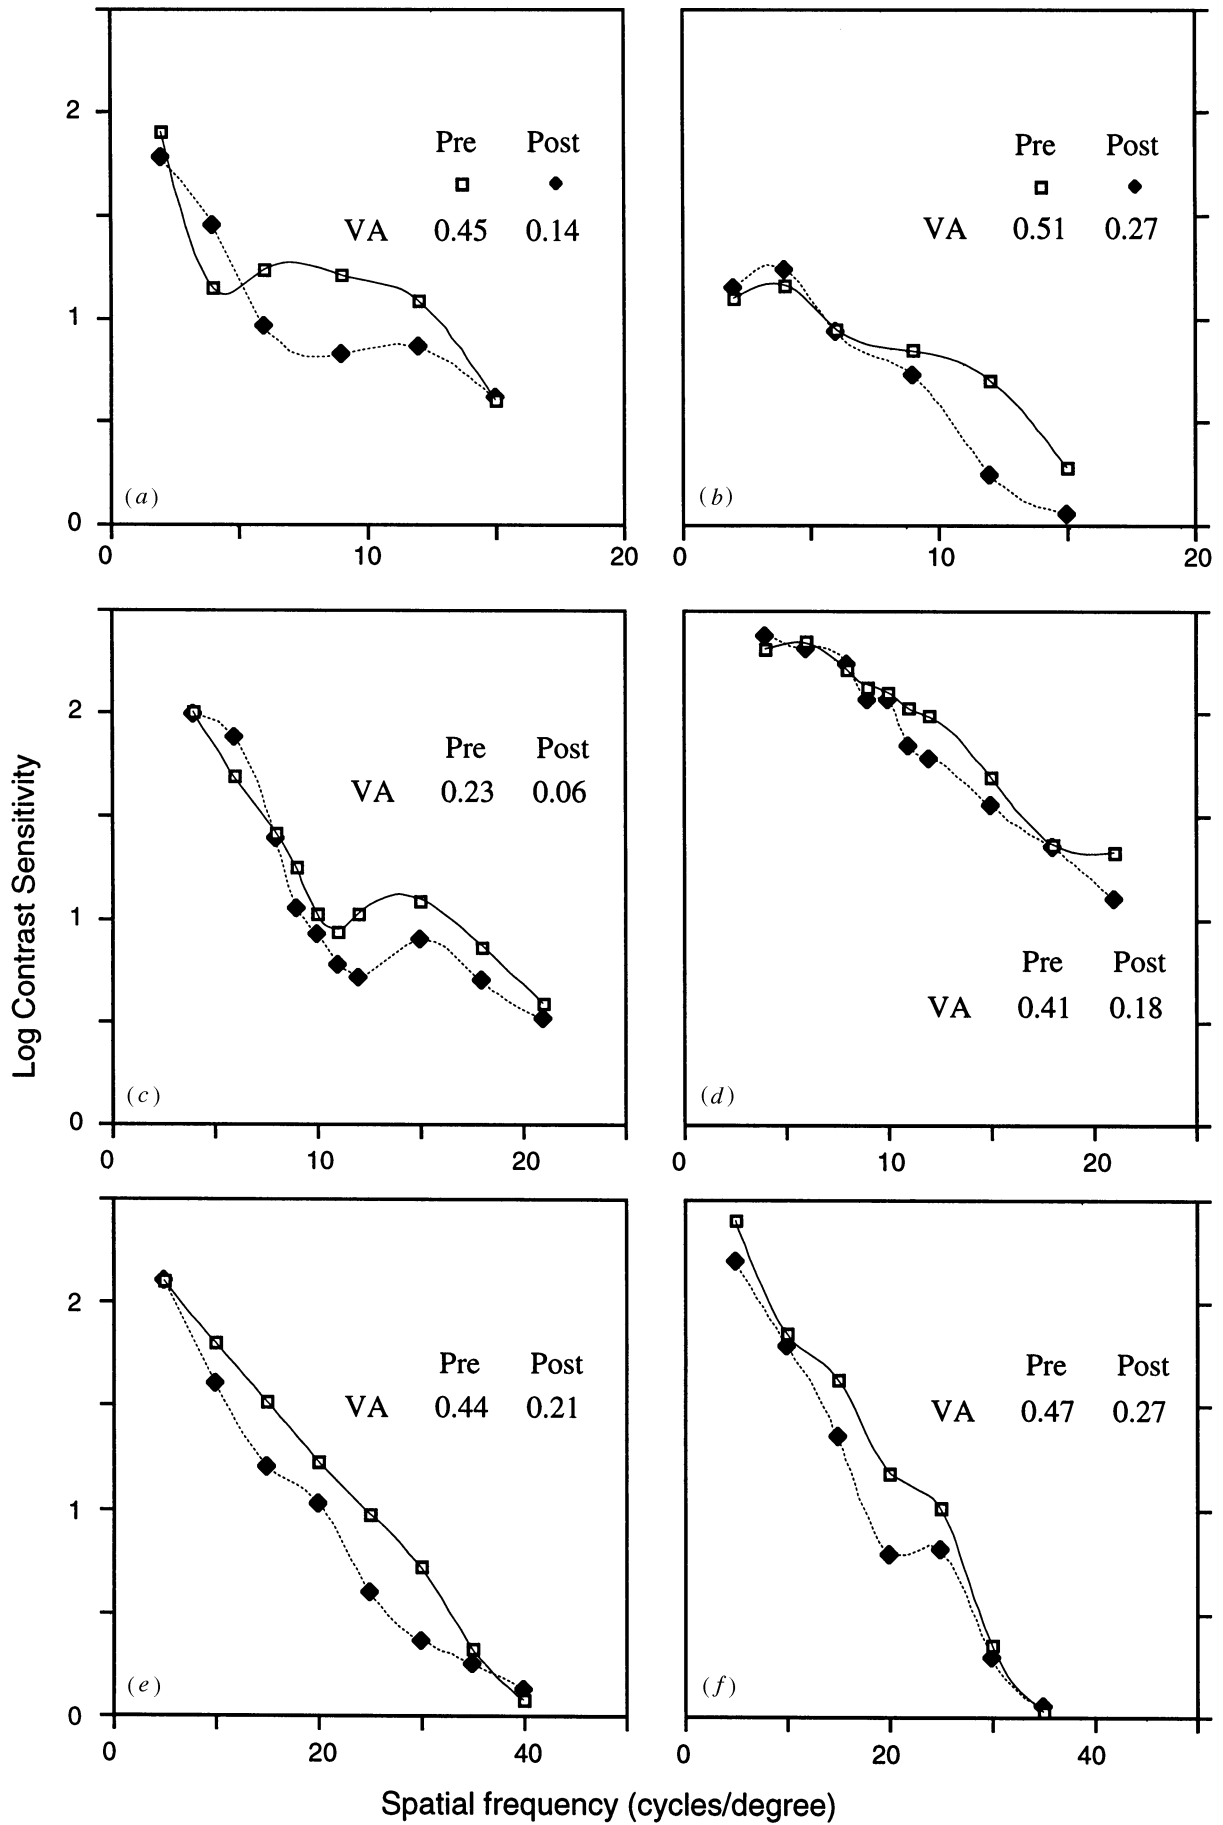 2
1
0
Pre Post
VA 0.45 0.14
(a)
0 10 20
Pre Post
VA 0.51 0.27
(b)
0 10 20
Log Contrast Sensitivity
2
1
0
Pre Post
VA 0.23 0.06
(c)
0 10 20
Pre Post
VA 0.41 0.18
(d)
0 10 20
2
1
0
Pre Post
VA 0.44 0.21
(e)
0 20 40
Pre Post
VA 0.47 0.27
(f)
0 20 40
Spatial frequency (cycles/degree)